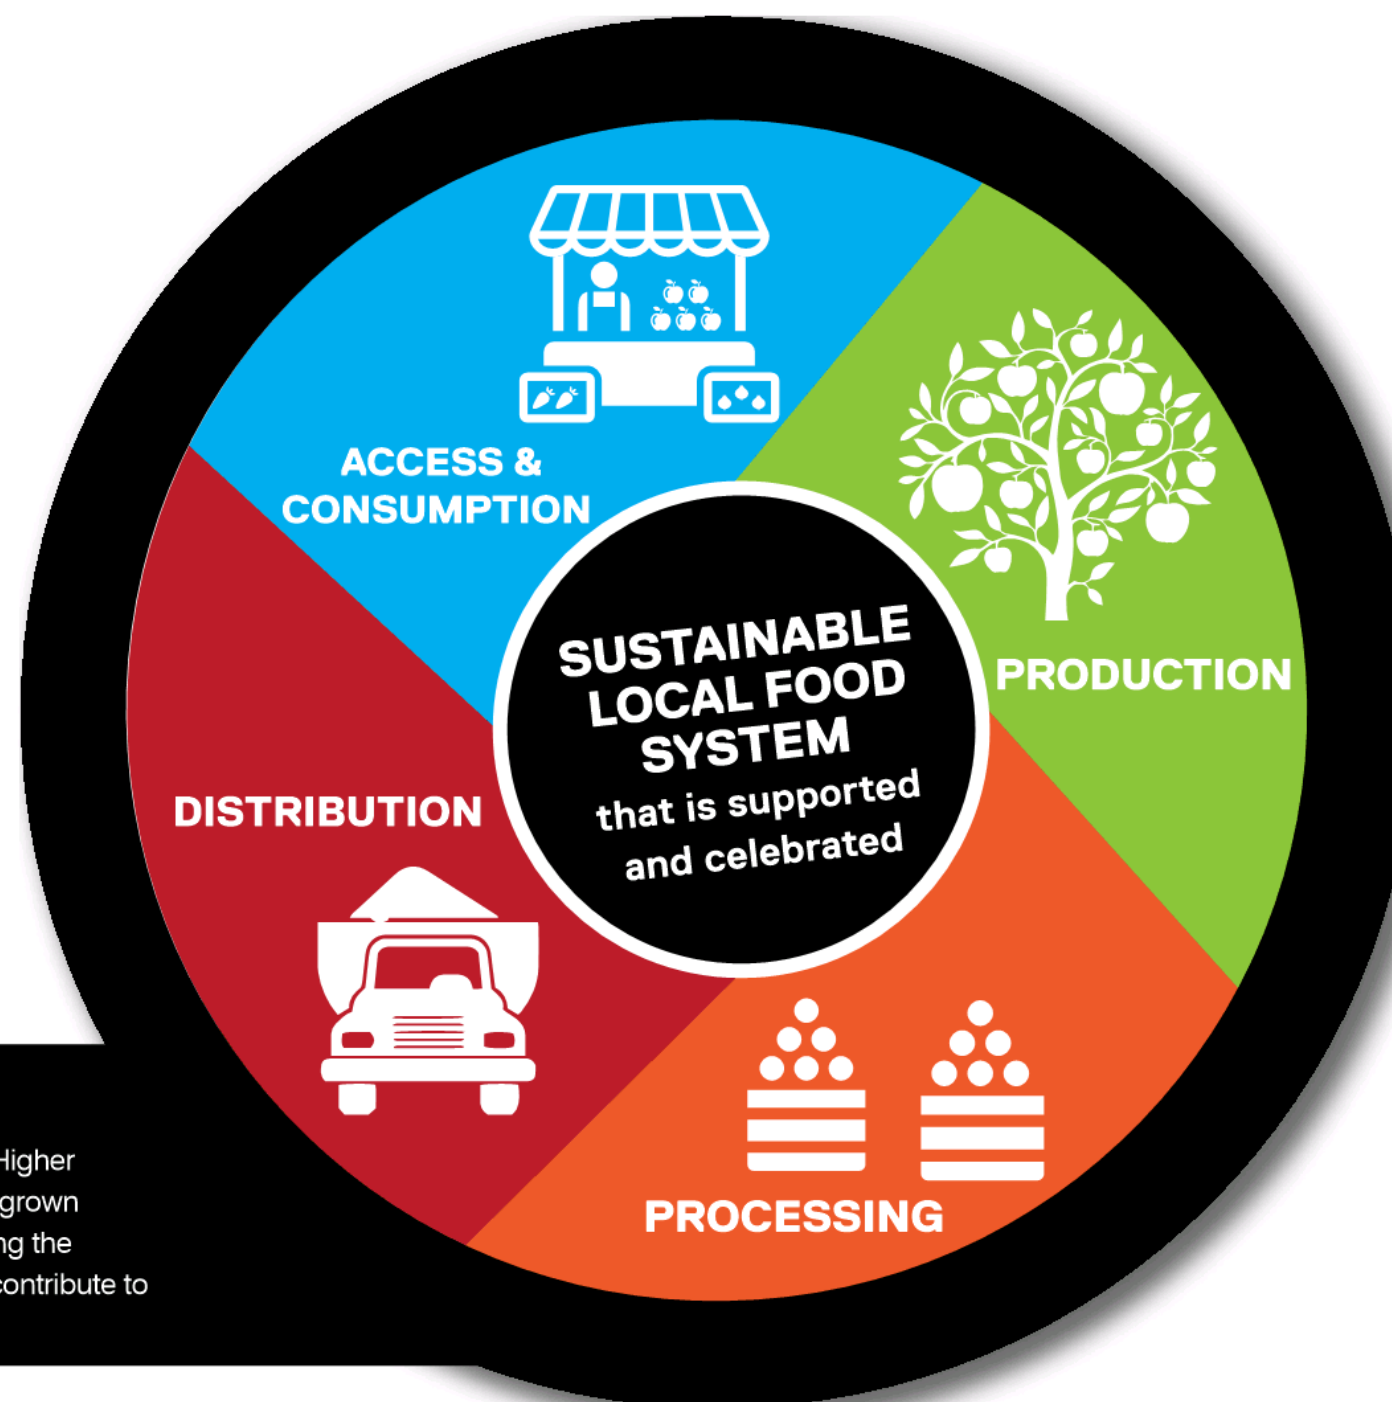 ACCESS &
CONSUMPTION
PRODUCTION
SUSTAINABLE
LOCAL FOOD
SYSTEM
that is supported
and celebrated
DISTRIBUTION
PROCESSING
Higher
grown
the
contribute to